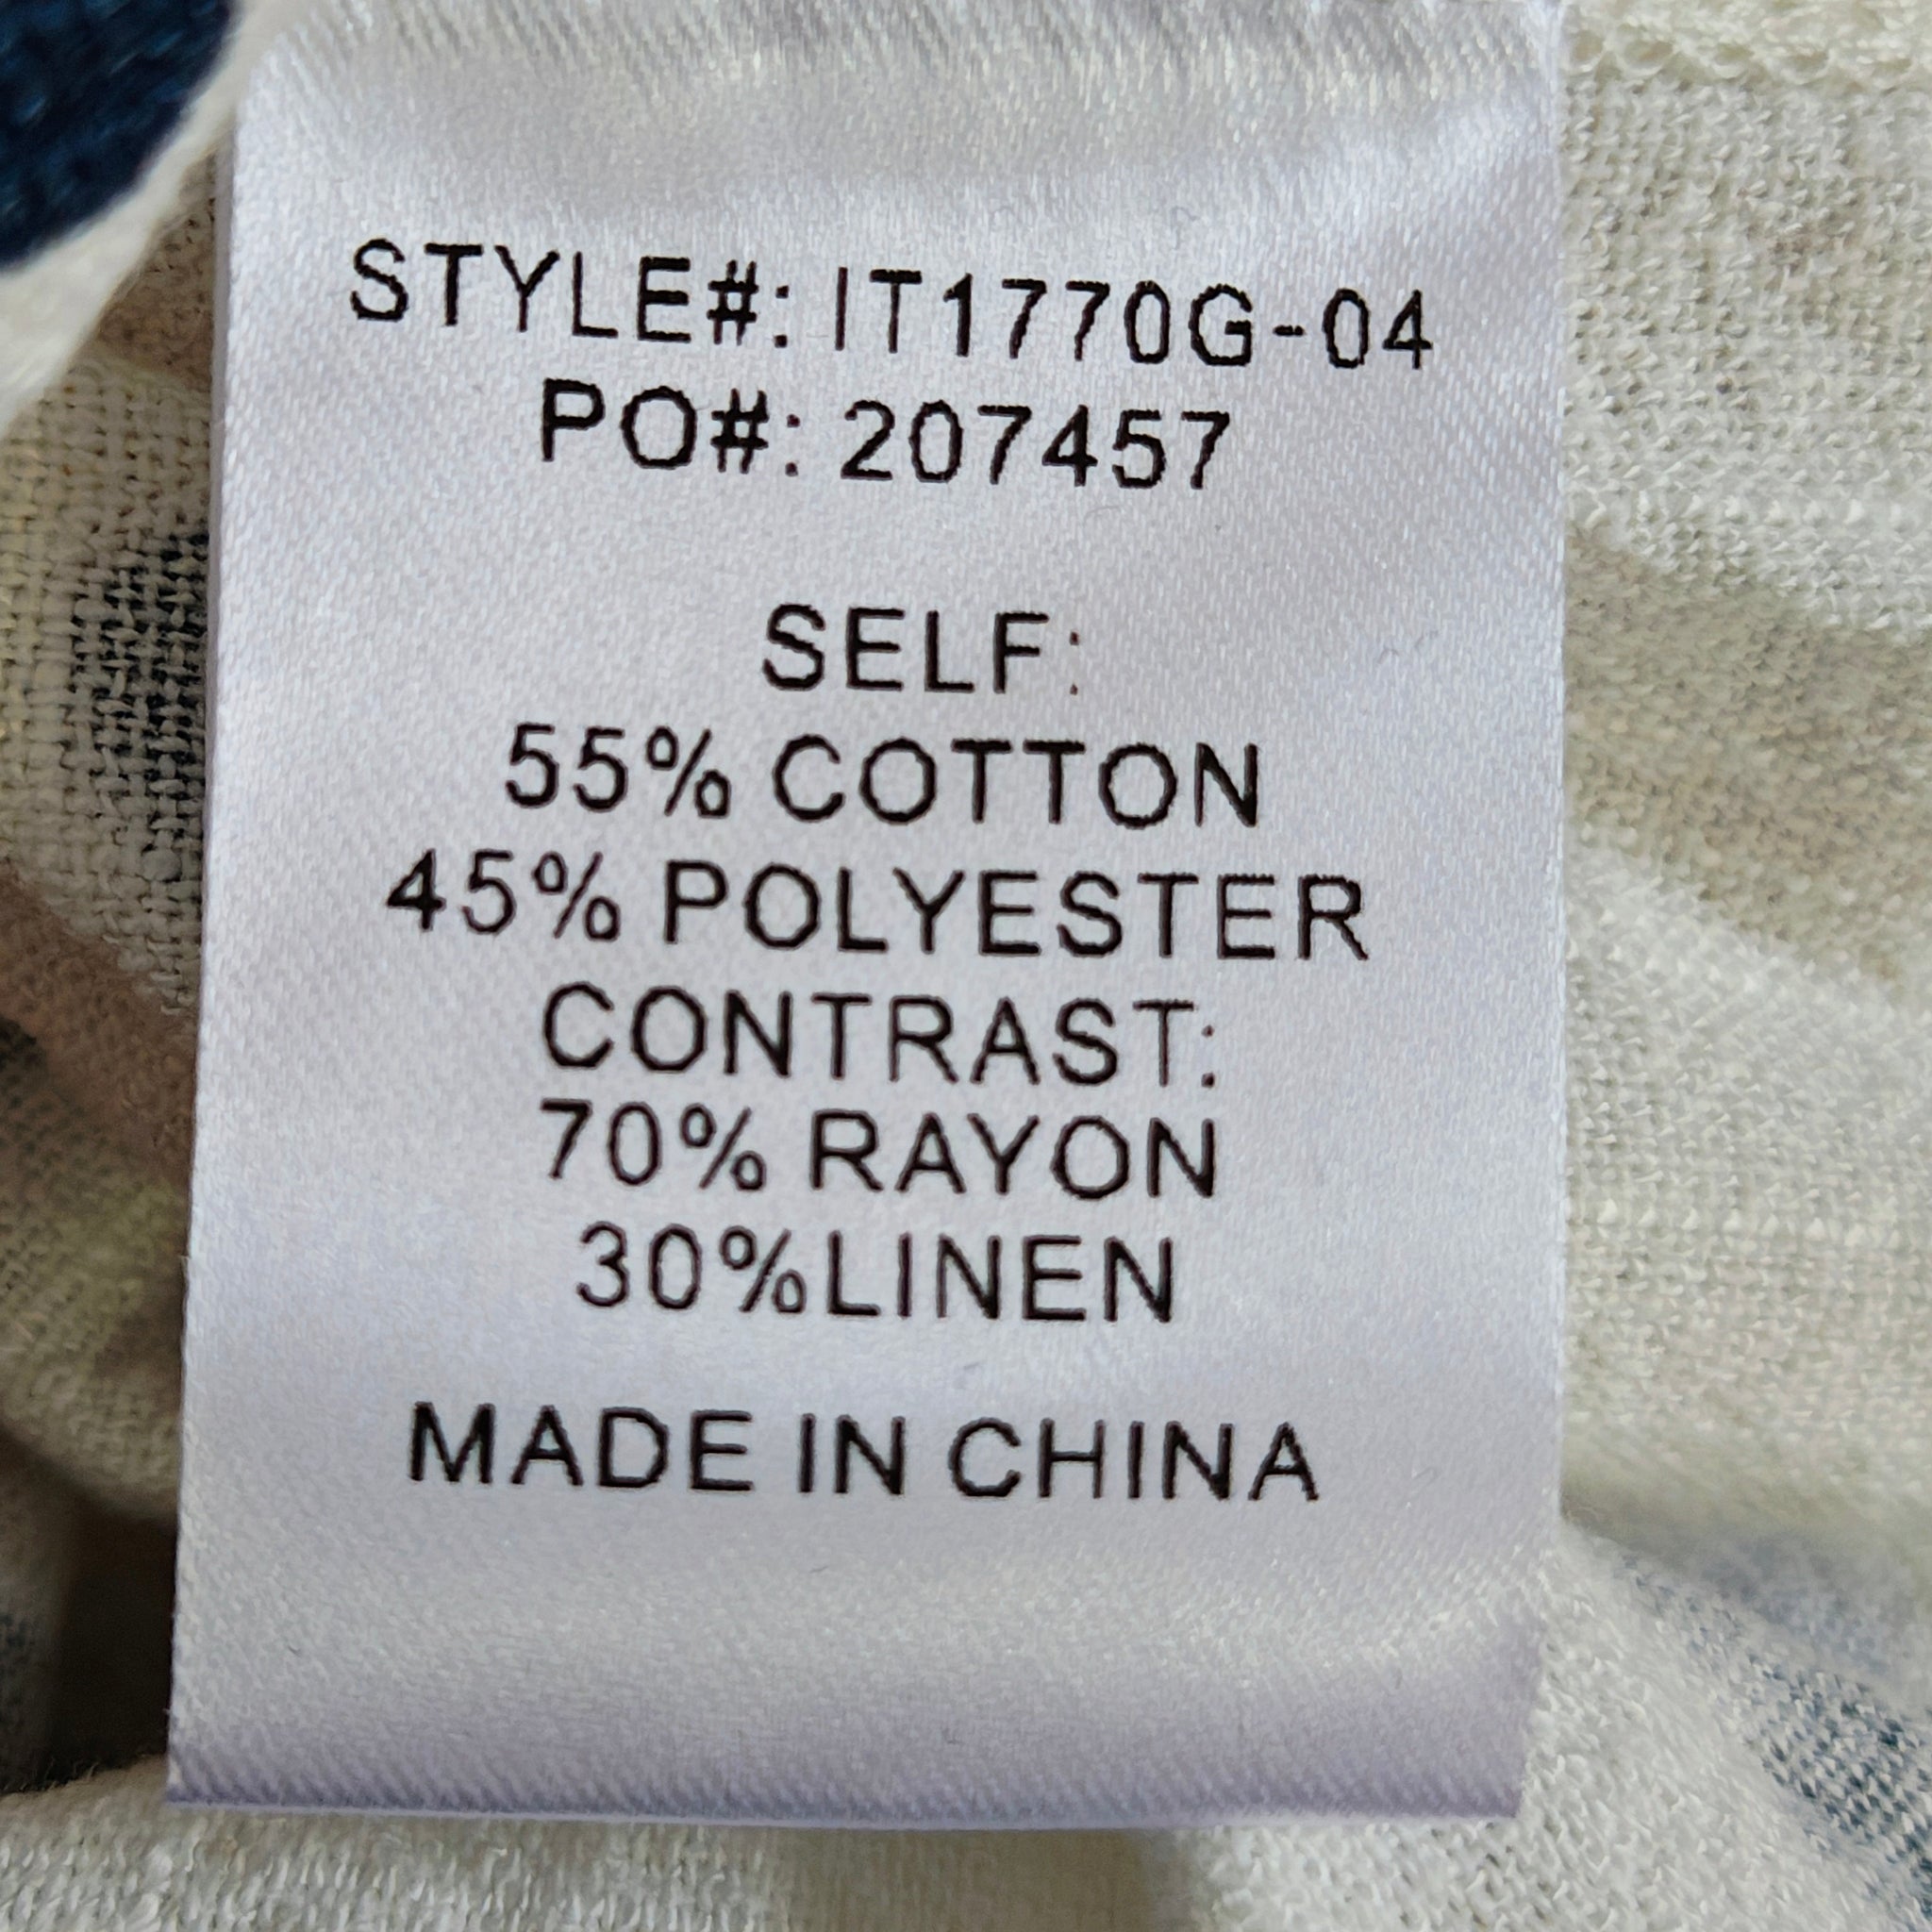 STYLE#: IT1770G-04
PO#: 207457
SELF:
55% COTTON
45% POLYESTER
CONTRAST:
70% RAYON
30%LINEN
MADE IN CHINA